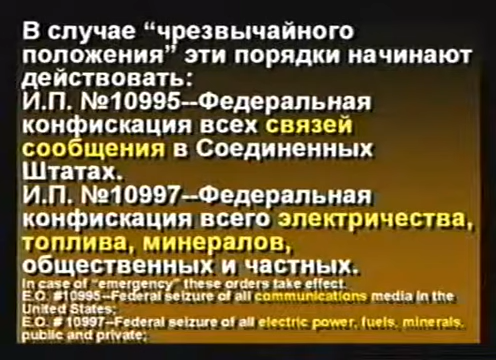 В случае “чрезвычайного
положения” эти порядки начинают
действовать:
И.П. №10995--Федеральная
конфискация всех связей
сообщения в Соединенных
Штатах.
И.П. №10997--Федеральная
конфискация всего электричества,
топлива, минералов,
общественных и частных.
In case of “emergency” these orders take effect.
E.O. #10995--Federal seizure of all communications media in the
United States;
E.O. # 10997--Federal seizure of all electric power, fuels, minerals,
public and private;